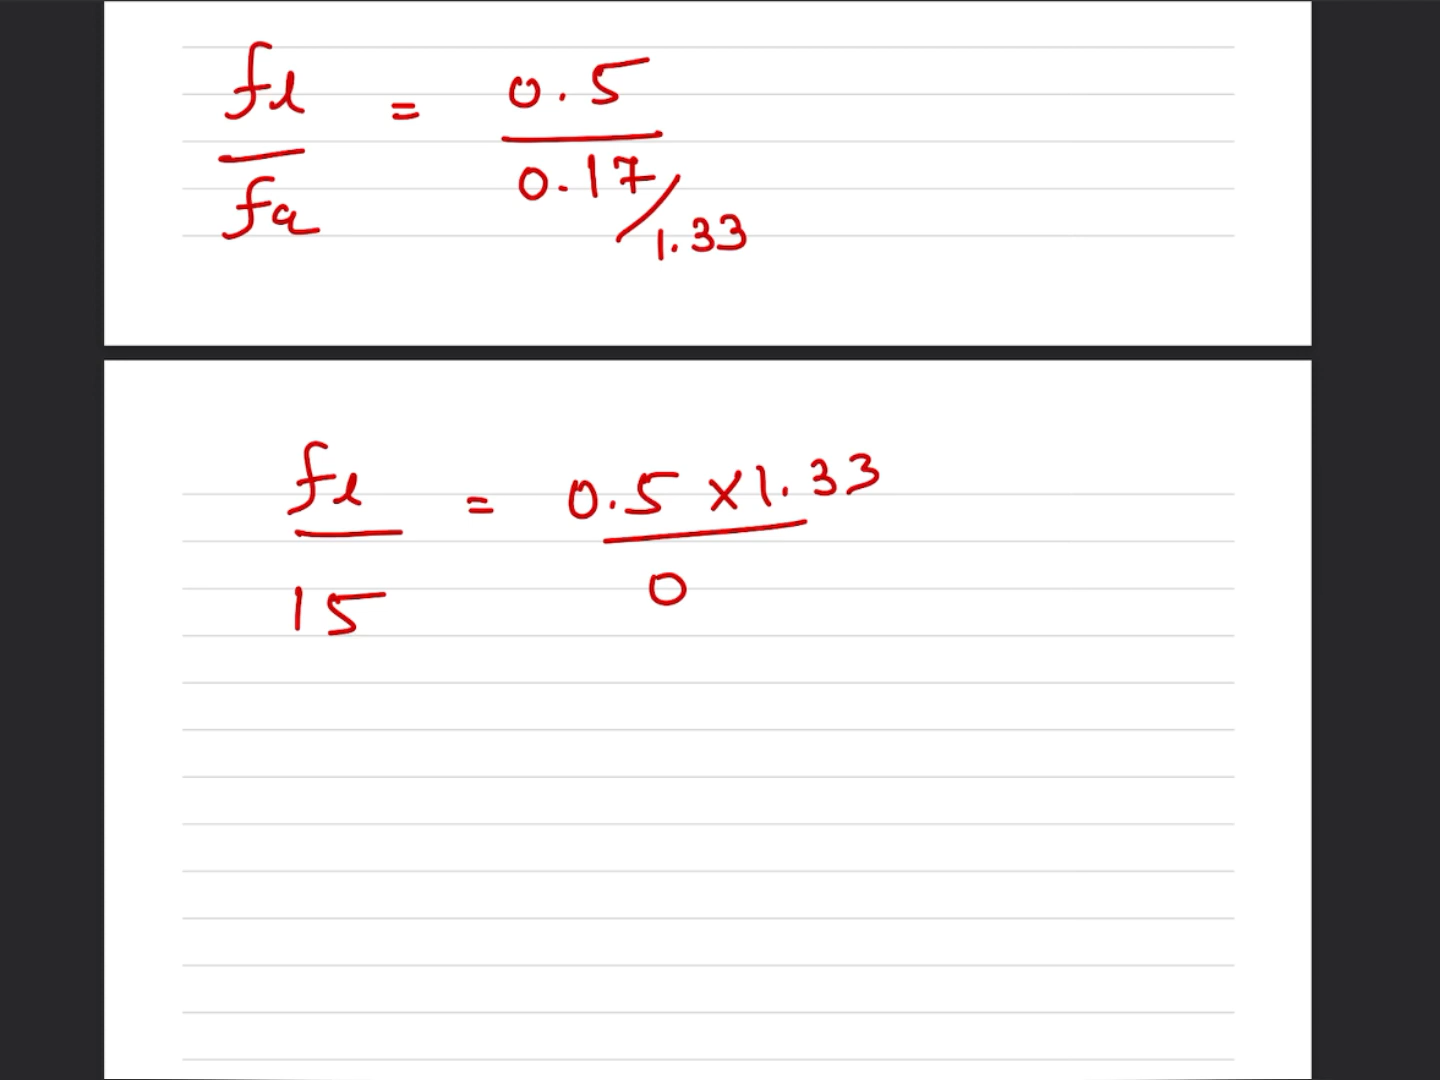 fl/fa = 0.5/(0.17/1.33)
fl/15 = 0.5 x 1.33/0